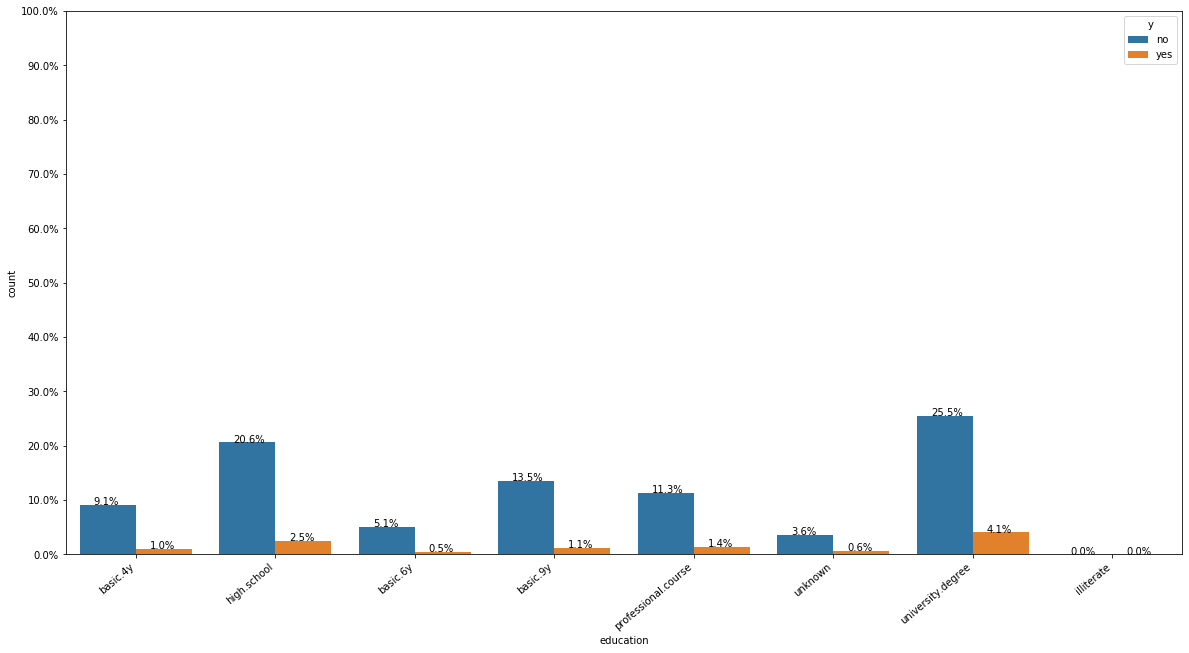 100.0%
90.0%
80.0%
70.0%
60.0%
50.0%
40.0%
30.0%
20.0%
10.0%
0.0%
count
y
no
yes
9.1%
1.0%
20.6%
2.5%
5.1%
0.5%
13.5%
1.1%
11.3%
1.4%
3.6%
0.6%
25.5%
4.1%
0.0%
0.0%
basic.4y
high.school
basic.6y
basic.9y
professional.course
unknown
university.degree
illiterate
education